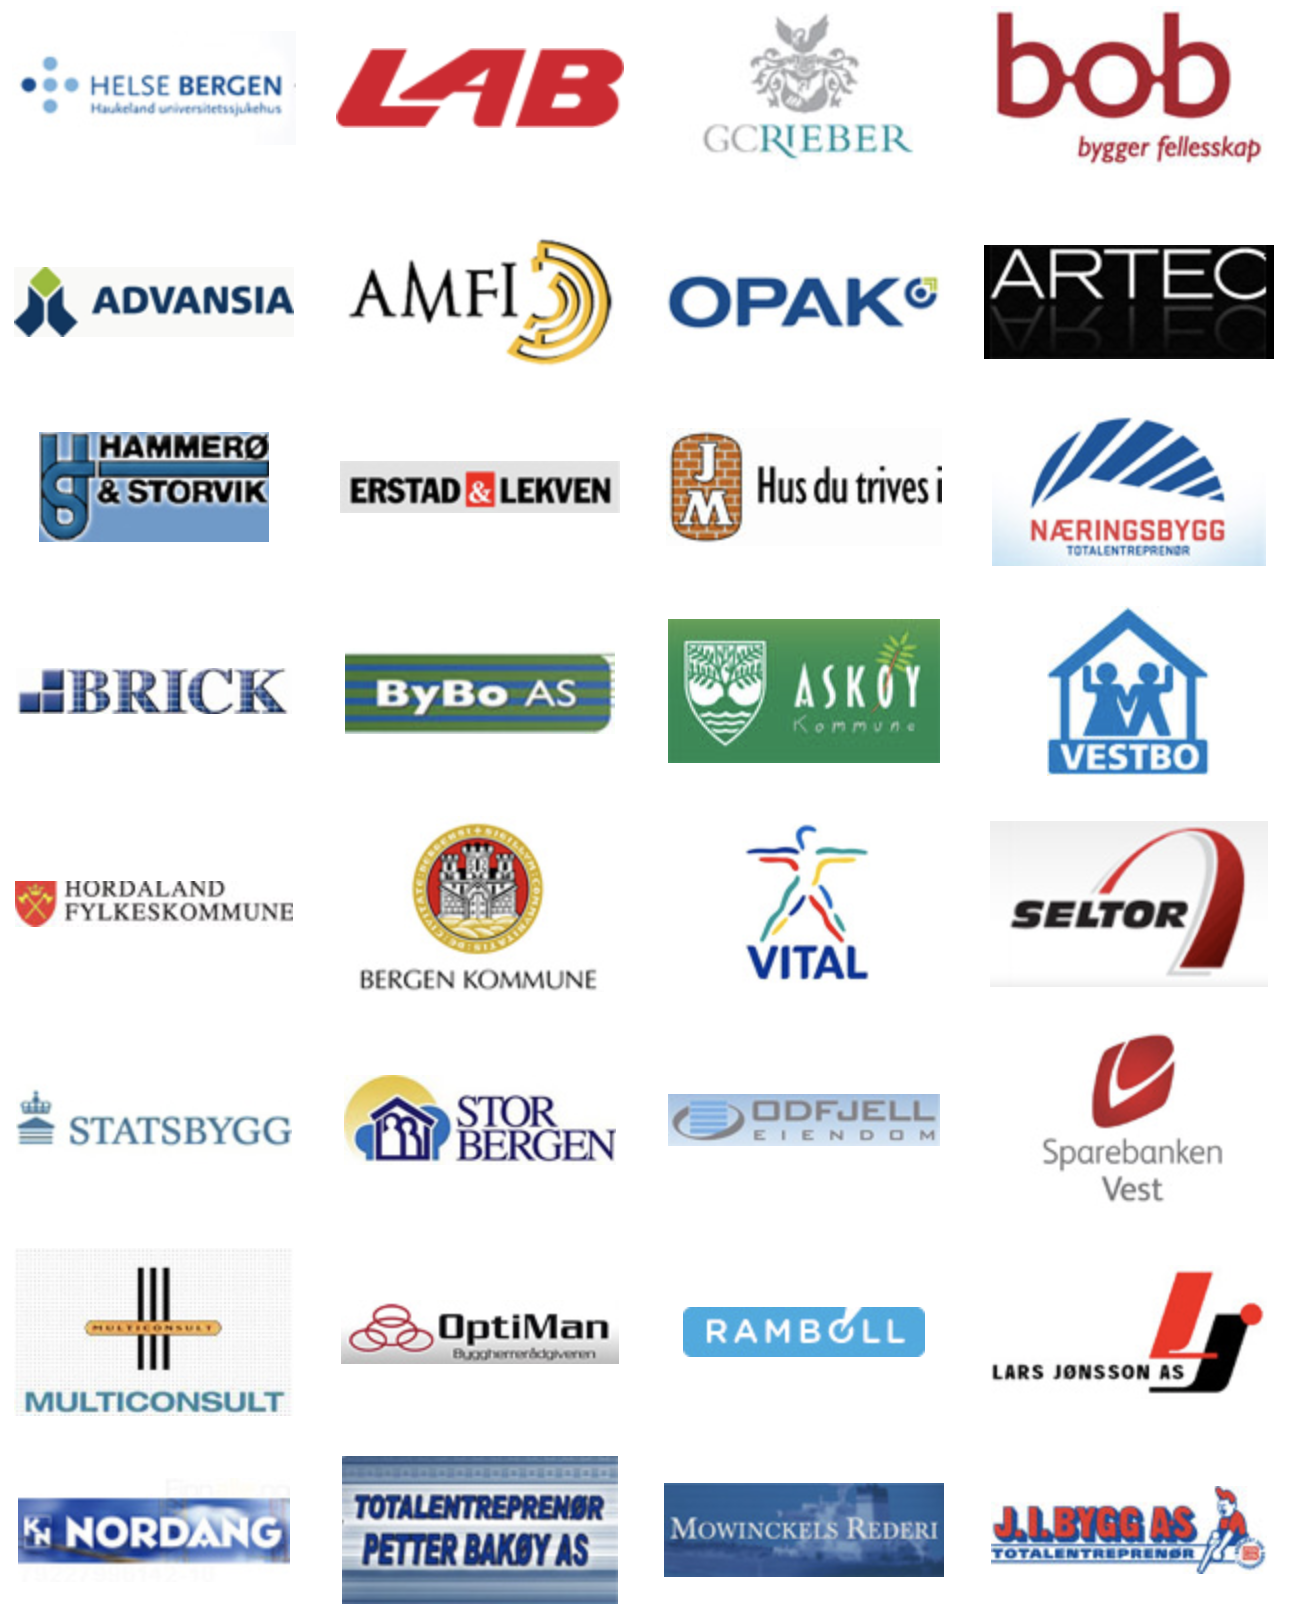 HELSE BERGEN
Haukeland universitetssjukehus
LAB
GCRIEBER
bob
bygger fellesskap
ADVANSIA
AMFI
OPAK
ARTEC
HAMMERØ
& STORVIK
ERSTAD & LEKVEN
JM
Hus du trives i
NÆRINGSBYGG
TOTALENTREPRENØR
BRICK
ByBo AS
ASKØY
Kommune
VESTBO
HORDALAND
FYLKESKOMMUNE
BERGEN KOMMUNE
VITAL
SELTOR
STATSBYGG
STOR
BERGEN
ODFJELL
EIENDOM
Sparebanken
Vest
MULTICONSULT
MULTICONSULT
OptiMan
Byggherrerådgiveren
RAMBØLL
LARS JØNSSON AS
KN NORDANG
TOTALENTREPRENØR
PETTER BAKØY AS
MOWINCKELS REDERI
J.I.BYGG AS
TOTALENTREPRENØR